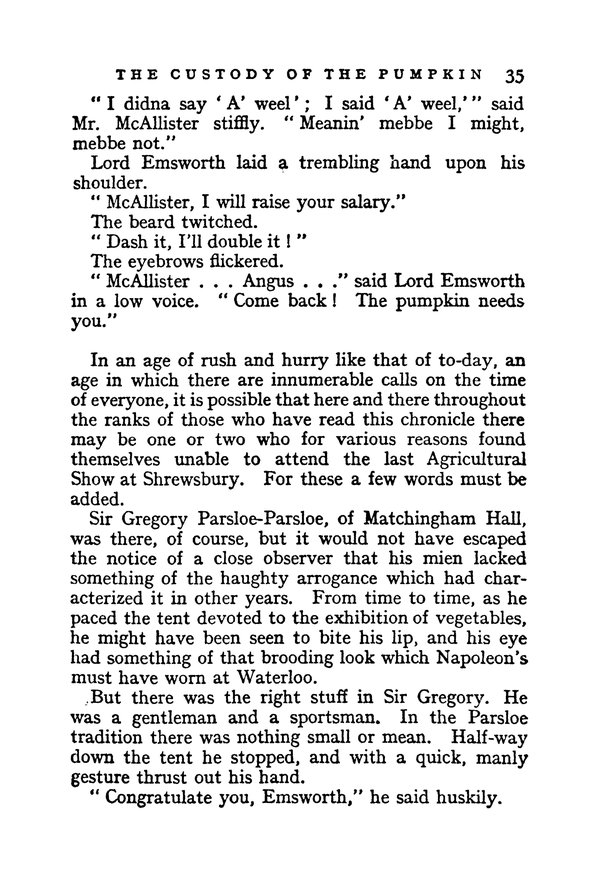 THE CUSTODY OF THE PUMPKIN 35
“ I didna say ‘ A’ weel ’ ; I said ‘ A’ weel,’ ” said
Mr. McAllister stiffly. “ Meanin’ mebbe I might,
mebbe not.”
Lord Emsworth laid a trembling hand upon his
shoulder.
“ McAllister, I will raise your salary.”
The beard twitched.
“ Dash it, I’ll double it ! ”
The eyebrows flickered.
“ McAllister . . . Angus . . .” said Lord Emsworth
in a low voice. “ Come back ! The pumpkin needs
you.”
In an age of rush and hurry like that of to-day, an
age in which there are innumerable calls on the time
of everyone, it is possible that here and there throughout
the ranks of those who have read this chronicle there
may be one or two who for various reasons found
themselves unable to attend the last Agricultural
Show at Shrewsbury. For these a few words must be
added.
Sir Gregory Parsloe-Parsloe, of Matchingham Hall,
was there, of course, but it would not have escaped
the notice of a close observer that his mien lacked
something of the haughty arrogance which had char-
acterized it in other years. From time to time, as he
paced the tent devoted to the exhibition of vegetables,
he might have been seen to bite his lip, and his eye
had something of that brooding look which Napoleon’s
must have worn at Waterloo.
But there was the right stuff in Sir Gregory. He
was a gentleman and a sportsman. In the Parsloe
tradition there was nothing small or mean. Half-way
down the tent he stopped, and with a quick, manly
gesture thrust out his hand.
“ Congratulate you, Emsworth,” he said huskily.